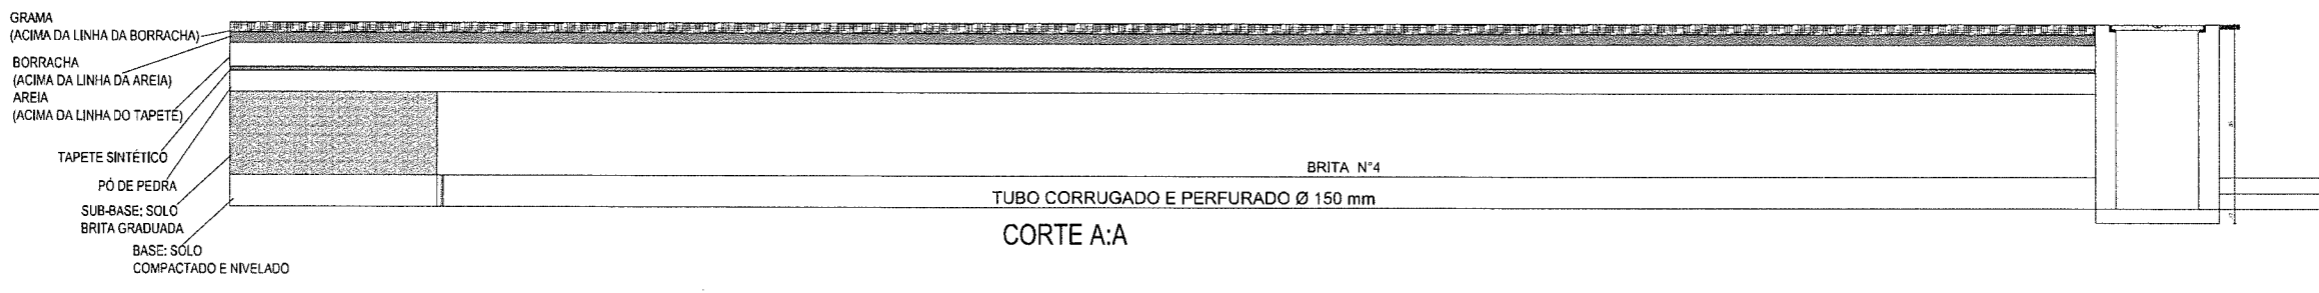 GRAMA
(ACIMA DA LINHA DA BORRACHA)
BORRACHA
(ACIMA DA LINHA DA AREIA)
AREIA
(ACIMA DA LINHA DO TAPETE)
TAPETE SINTÉTICO
PÓ DE PEDRA
SUB-BASE: SOLO
BRITA GRADUADA
BASE: SOLO
COMPACTADO E NIVELADO
BRITA N°4
TUBO CORRUGADO E PERFURADO Ø 150 mm
CORTE A:A